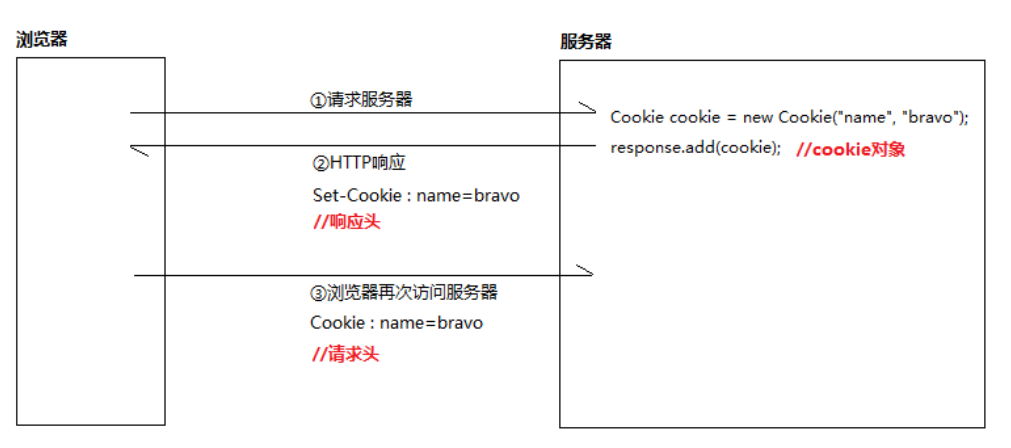 浏览器
服务器
①请求服务器
Cookie cookie = new Cookie("name", "bravo");
response.add(cookie); //cookie对象
②HTTP响应
Set-Cookie : name=bravo
//响应头
③浏览器再次访问服务器
Cookie : name=bravo
//请求头